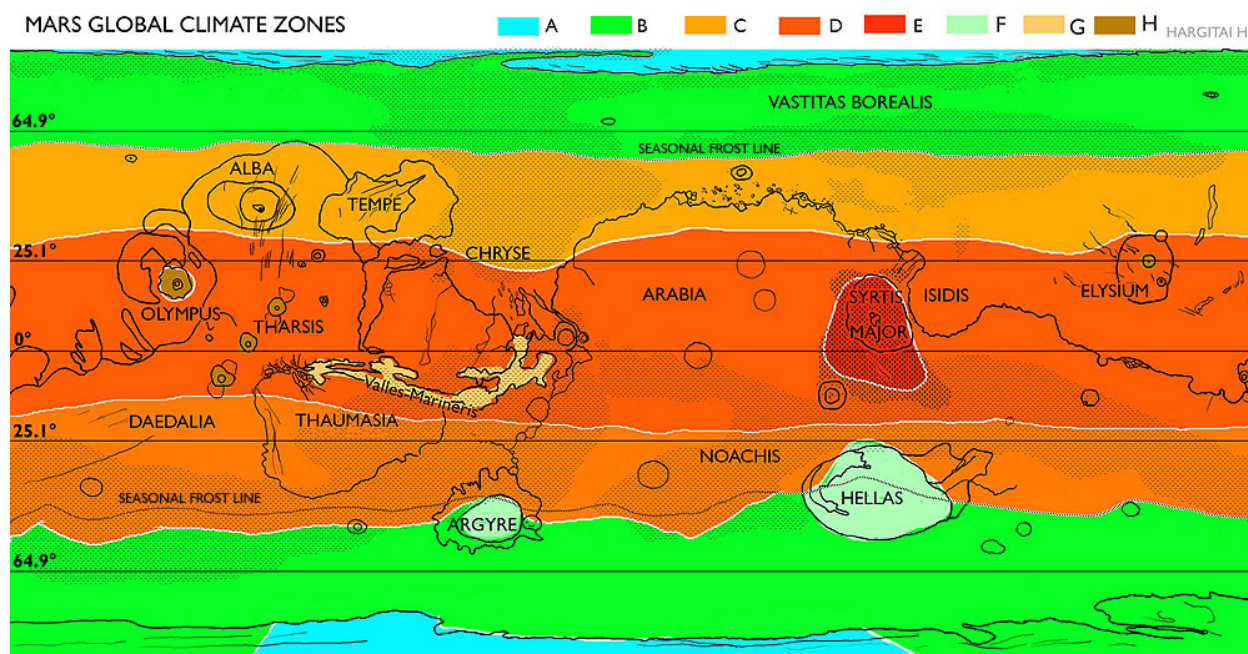 MARS GLOBAL CLIMATE ZONES A B C D E F G H HARGITAI H
VASTITAS BOREALIS
64.9°
SEASONAL FROST LINE
ALBA
TEMPE
25.1°
CHRYSE
ARABIA
SYRTIS
ISIDIS
ELYSIUM
OLYMPUS
THARSIS
MAJOR
0°
Valles-Marineris
DAEDALIA
THAUMASIA
25.1°
NOACHIS
SEASONAL FROST LINE
HELLAS
ARGYRE
64.9°